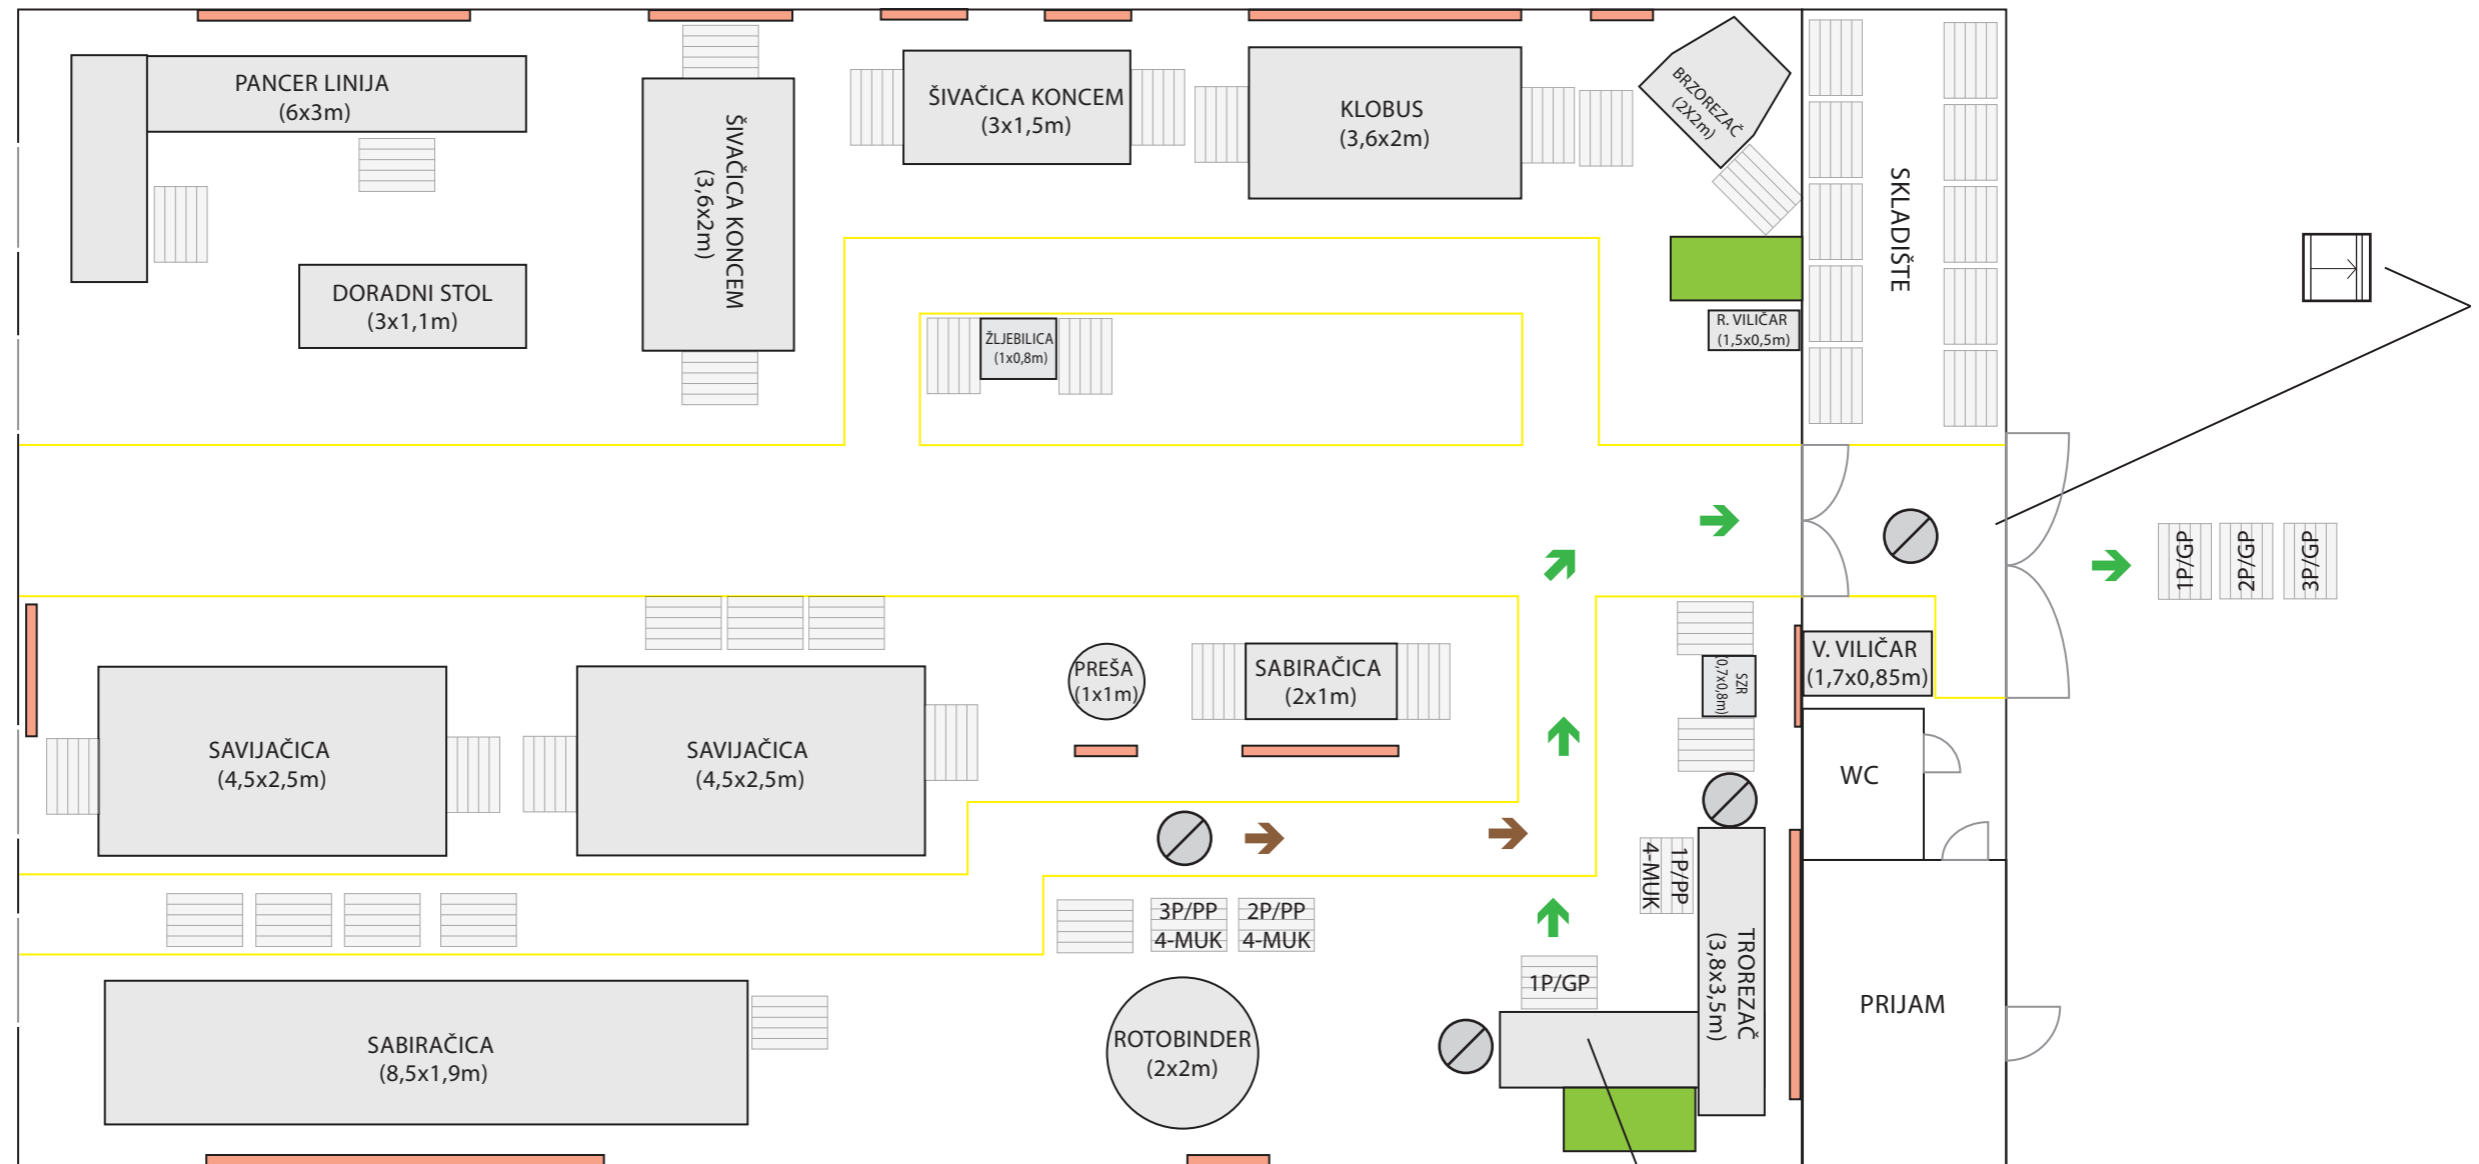 PANCER LINIJA
(6x3m)
ŠIVAČICA KONCEM
(3,6x2m)
ŠIVAČICA KONCEM
(3x1,5m)
KLOBUS
(3,6x2m)
BRZOREZAČ
(2X2m)
SKLADIŠTE
DORADNI STOL
(3x1,1m)
ŽLJEBILICA
(1x0,8m)
R. VILIČAR
(1,5x0,5m)
1P/GP
2P/GP
3P/GP
PREŠA
(1x1m)
SABIRAČICA
(2x1m)
SZR
(0,7x0,8m)
V. VILIČAR
(1,7x0,85m)
SAVIJAČICA
(4,5x2,5m)
SAVIJAČICA
(4,5x2,5m)
WC
1P/PP
4-MUK
3P/PP
4-MUK
2P/PP
4-MUK
TROREZAČ
(3,8x3,5m)
1P/GP
PRIJAM
SABIRAČICA
(8,5x1,9m)
ROTOBINDER
(2x2m)